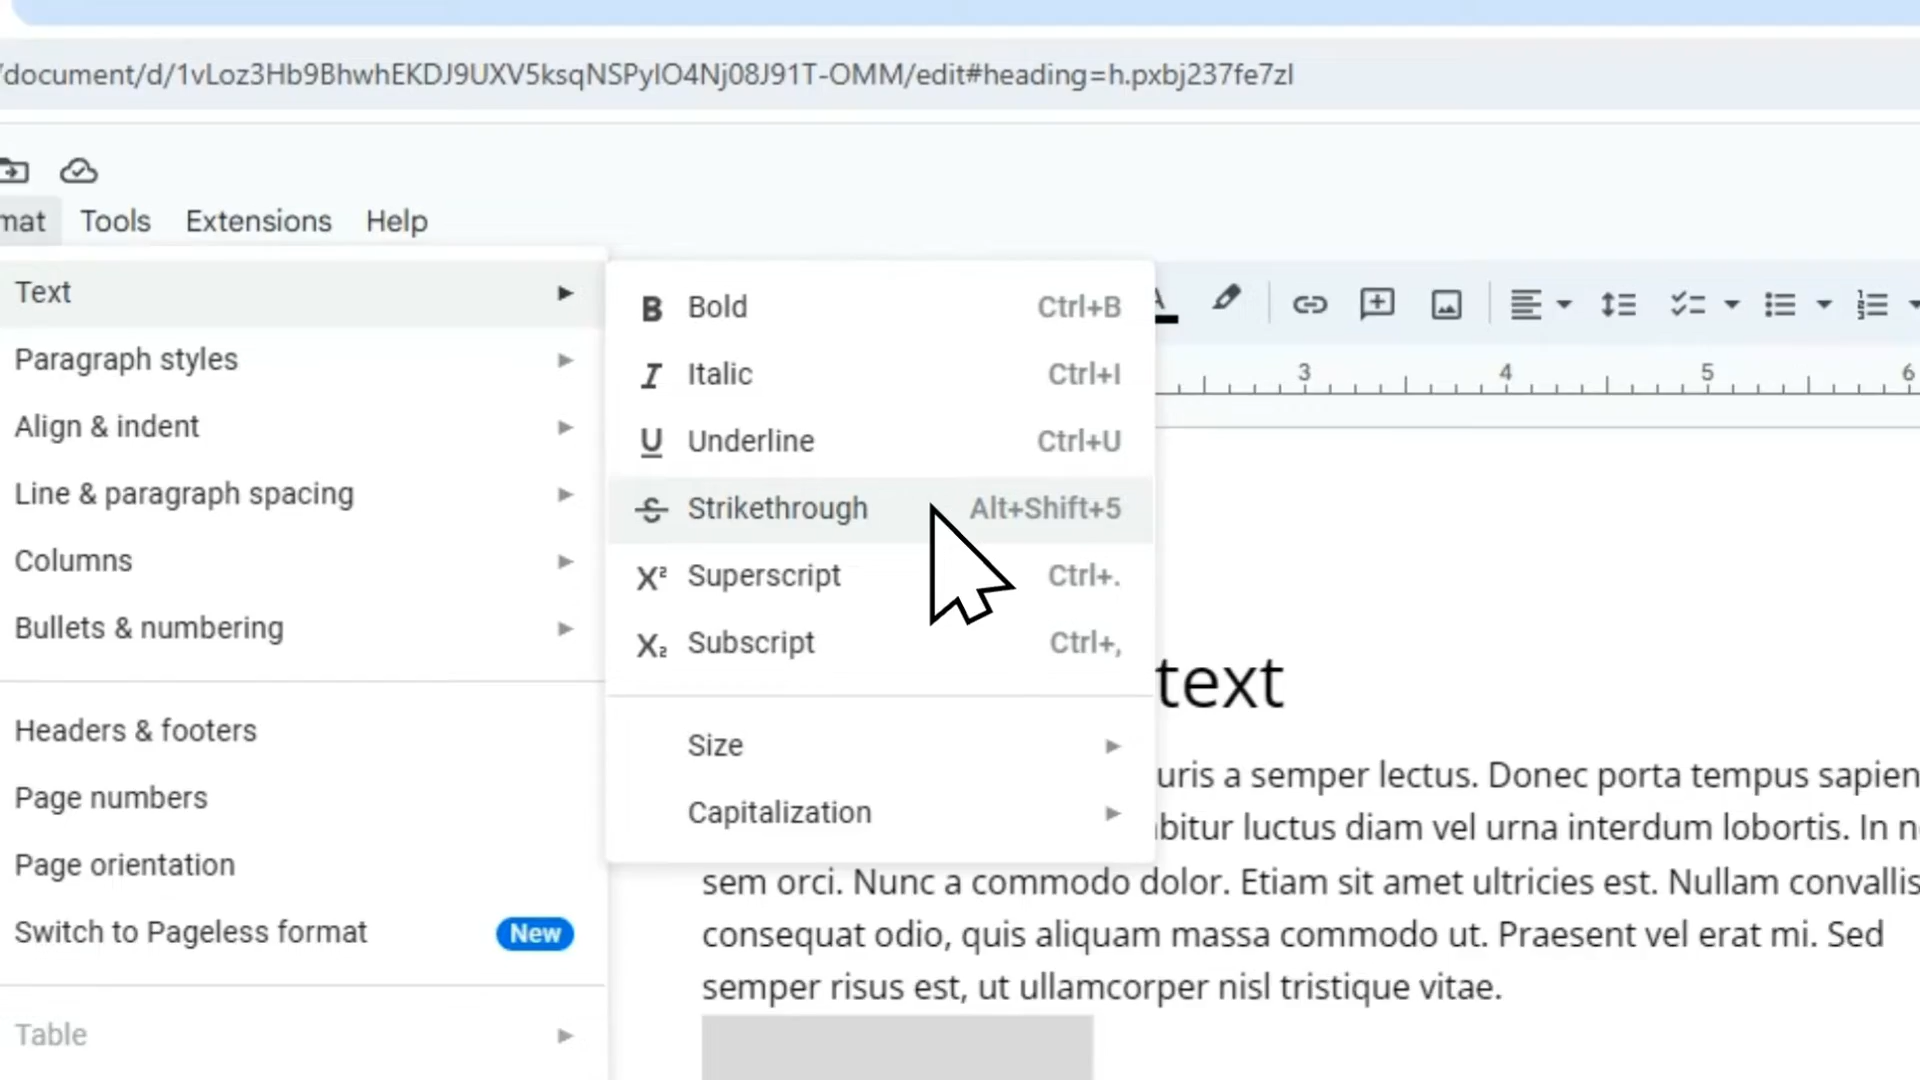 /document/d/1vLoz3Hb9BhwhEKDJ9UXV5ksqNSPylO4Nj08J91T-OMM/edit#heading=h.pxbj237fe7zl
mat Tools Extensions Help
Text
Paragraph styles
Align & indent
Line & paragraph spacing
Columns
Bullets & numbering
Headers & footers
Page numbers
Page orientation
Switch to Pageless format New
Table
B Bold Ctrl+B
I Italic Ctrl+I
U Underline Ctrl+U
S Strikethrough Alt+Shift+5
X² Superscript Ctrl+.
X₂ Subscript Ctrl+,
Size
Capitalization
3 4 5 6
text
uris a semper lectus. Donec porta tempus sapien
bitur luctus diam vel urna interdum lobortis. In n
sem orci. Nunc a commodo dolor. Etiam sit amet ultricies est. Nullam convallis
consequat odio, quis aliquam massa commodo ut. Praesent vel erat mi. Sed
semper risus est, ut ullamcorper nisl tristique vitae.